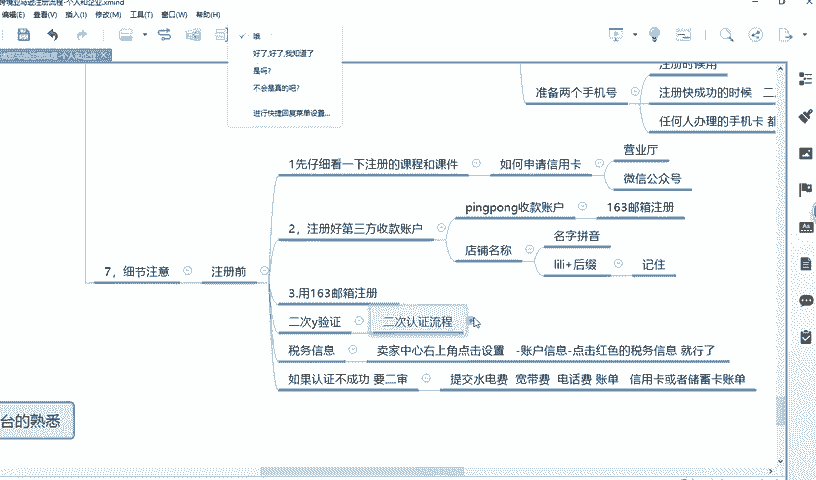 跨境亚马逊注册流程-个人和企业.xmind
编辑(E) 查看(V) 插入(I) 修改(M) 工具(T) 窗口(W) 帮助(H)
哦
好了,好了,我知道了
是吗?
不会是真的吧?
进行快捷回复菜单设置...
注册的候用
准备两个手机号
注册快成功的时候 二
任何人办理的手机卡 都
1先仔细看一下注册的课程和课件
如何申请信用卡
营业厅
微信公众号
2，注册好第三方收款账户
pingpong收款账户
163邮箱注册
店铺名称
名字拼音
lili+后缀
记住
7，细节注意
注册前
3.用163邮箱注册
二次y验证
二次认证流程
税务信息
卖家中心右上角点击设置 -账户信息-点击红色的税务信息 就行了
如果认证不成功 要二审
提交水电费 宽带费 电话费 账单 信用卡或者储蓄卡账单
台的熟悉